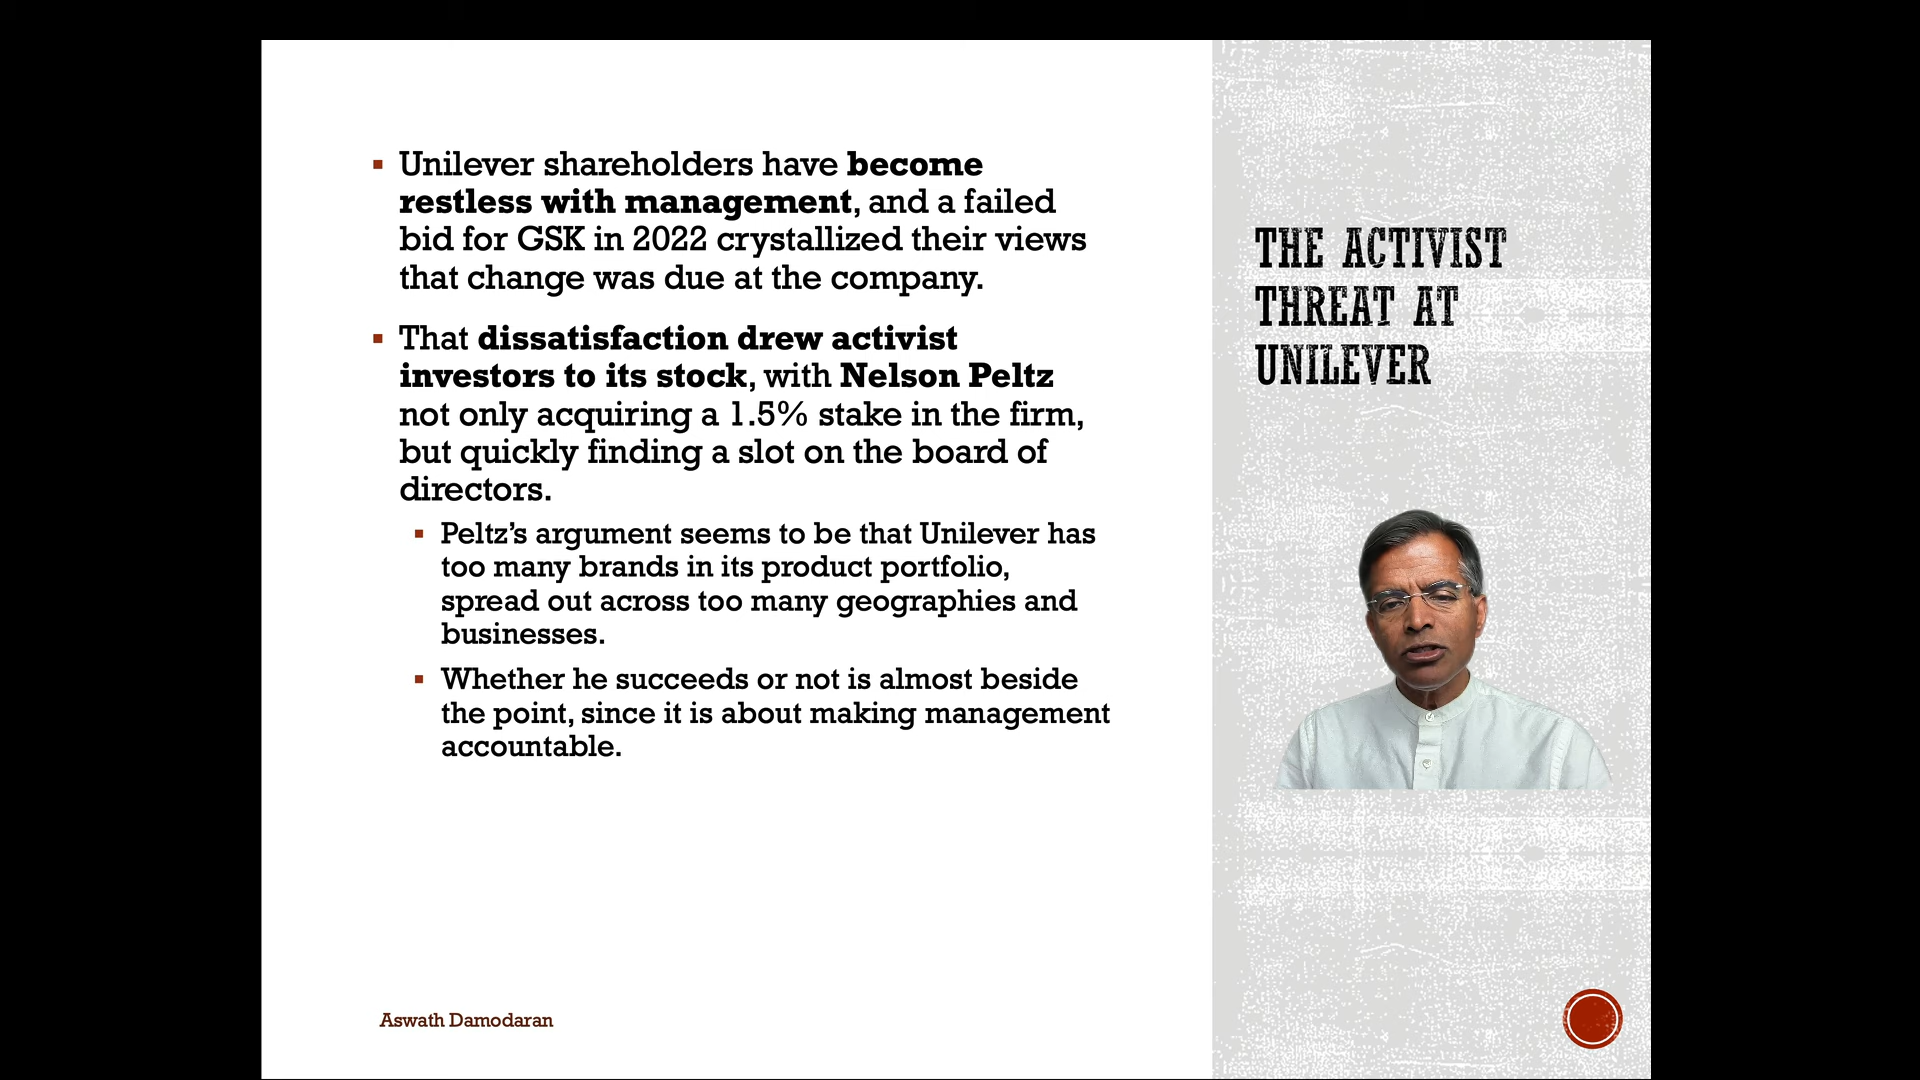 Unilever shareholders have become
restless with management, and a failed
bid for GSK in 2022 crystallized their views
that change was due at the company.
That dissatisfaction drew activist
investors to its stock, with Nelson Peltz
not only acquiring a 1.5% stake in the firm,
but quickly finding a slot on the board of
directors.
Peltz’s argument seems to be that Unilever has
too many brands in its product portfolio,
spread out across too many geographies and
businesses.
Whether he succeeds or not is almost beside
the point, since it is about making management
accountable.
Aswath Damodaran
THE ACTIVIST
THREAT AT
UNILEVER